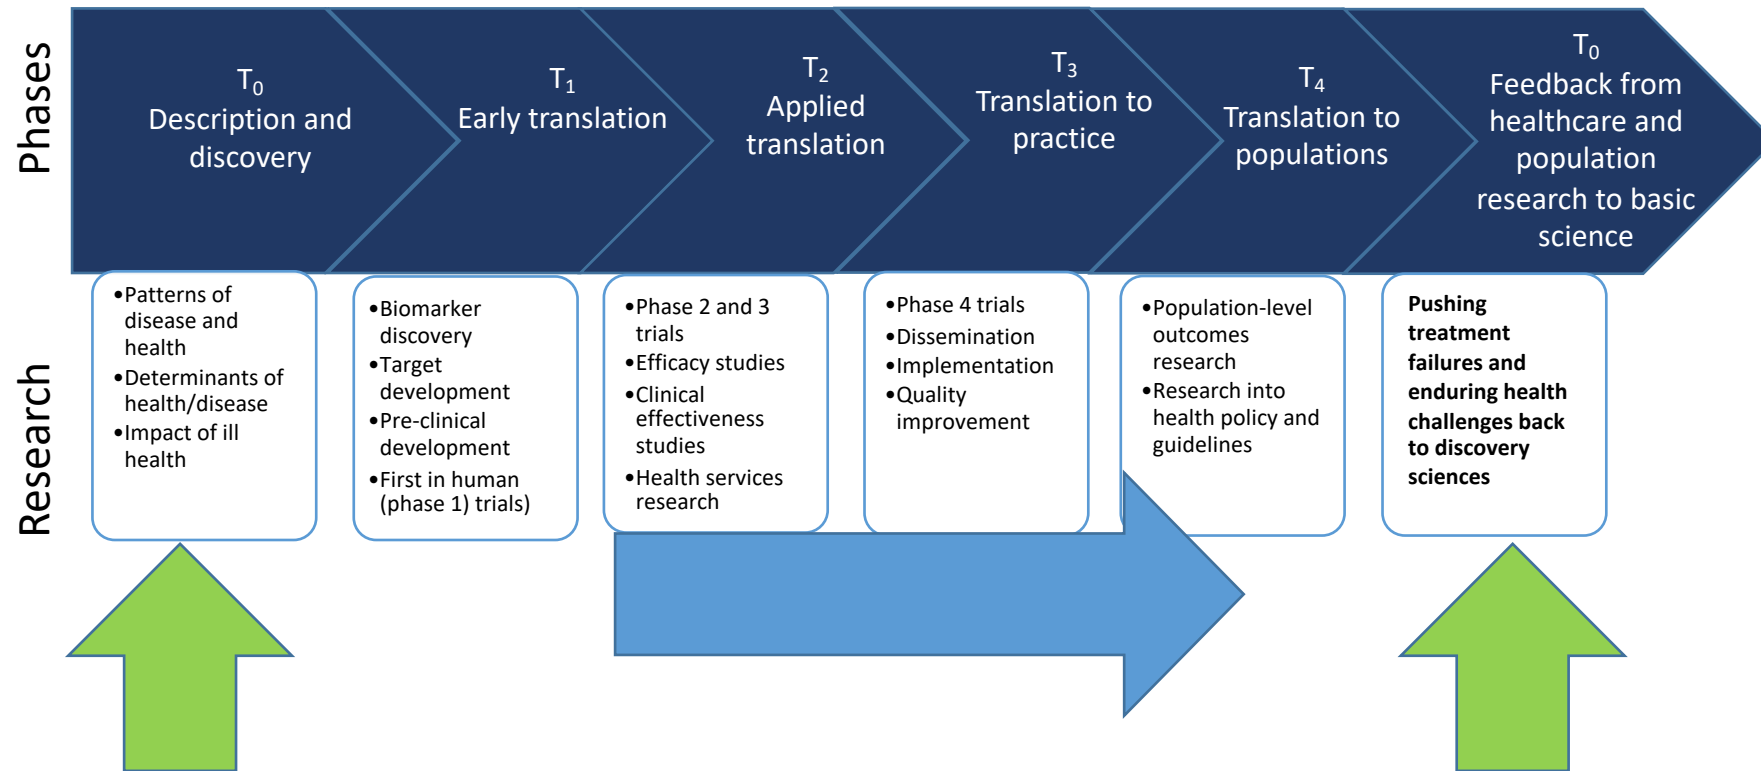 Phases
T₀
Description and
discovery
T₁
Early translation
T₂
Applied
translation
T₃
Translation to
practice
T₄
Translation to
populations
T₀
Feedback from
healthcare and
population
research to basic
science
Research
•Patterns of
disease and
health
•Determinants of
health/disease
•Impact of ill
health
•Biomarker
discovery
•Target
development
•Pre-clinical
development
•First in human
(phase 1) trials)
•Phase 2 and 3
trials
•Efficacy studies
•Clinical
effectiveness
studies
•Health services
research
•Phase 4 trials
•Dissemination
•Implementation
•Quality
improvement
•Population-level
outcomes
research
•Research into
health policy and
guidelines
Pushing
treatment
failures and
enduring health
challenges back
to discovery
sciences